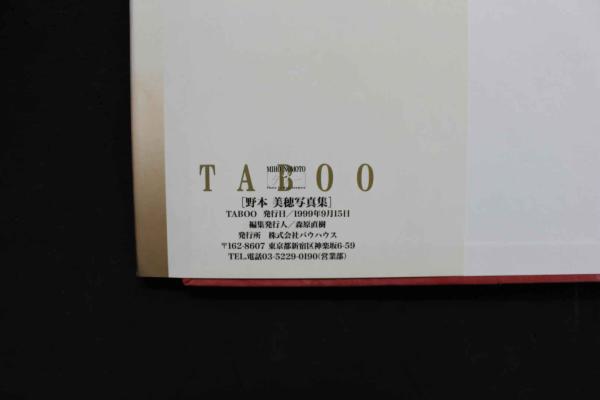 TABOO
MIHO NOMOTO
[野本 美穂写真集]
TABOO 発行日/1999年9月15日
編集発行人/森原直樹
発行所 株式会社バウハウス
〒162-8607 東京都新宿区神楽坂6-59
TEL.電話03-5229-0190(営業部)